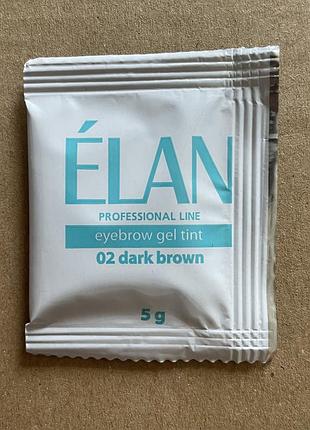 ÉLAN
PROFESSIONAL LINE
eyebrow gel tint
02 dark brown
5 g